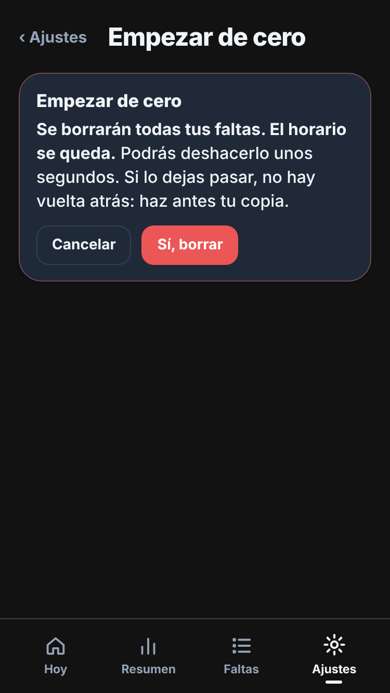 ‹ Ajustes Empezar de cero
Empezar de cero
Se borrarán todas tus faltas. El horario
se queda. Podrás deshacerlo unos
segundos. Si lo dejas pasar, no hay
vuelta atrás: haz antes tu copia.
Cancelar Sí, borrar
Hoy Resumen Faltas Ajustes